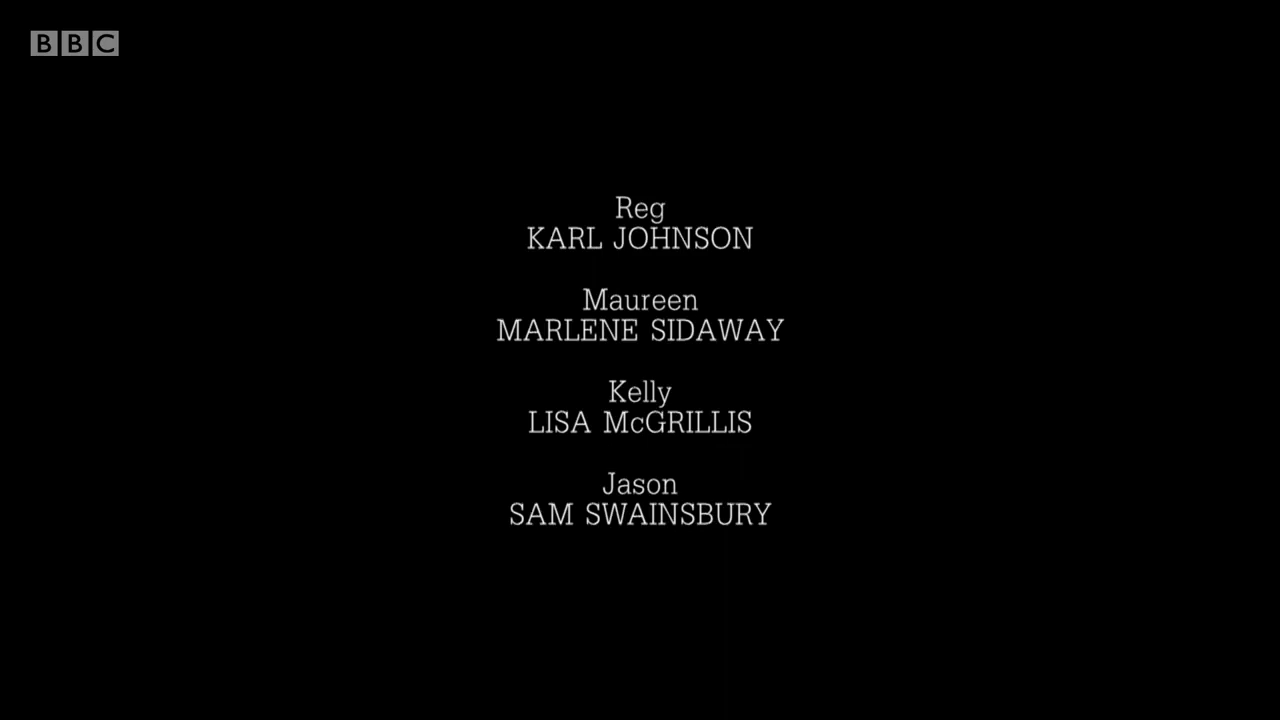 BBC
Reg
KARL JOHNSON
Maureen
MARLENE SIDAWAY
Kelly
LISA McGRILLIS
Jason
SAM SWAINSBURY